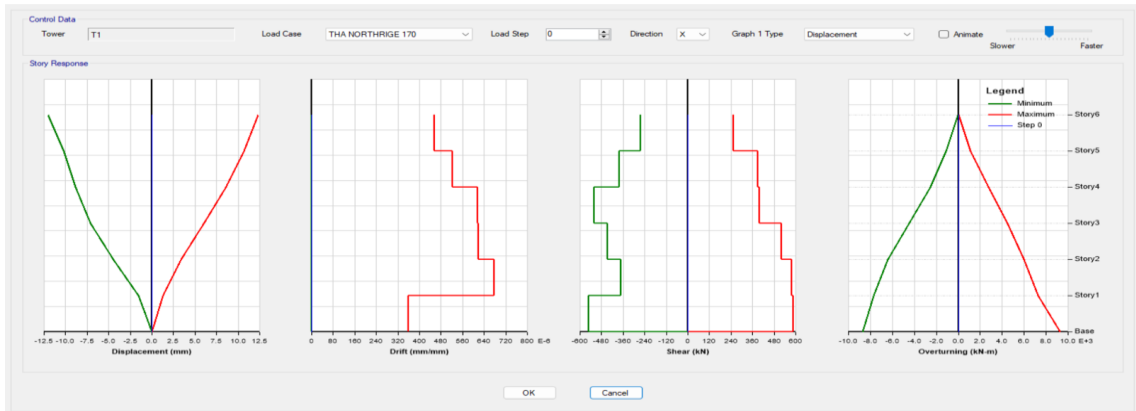 Control Data
Tower T1 Load Case THA NORTHRIGE 170 Load Step 0 Direction X Graph 1 Type Displacement Animate
Slower Faster
Story Response
Legend
Minimum
Maximum
Step 0
Story6
Story5
Story4
Story3
Story2
Story1
Base
-12.5 -10.0 -7.5 -5.0 -2.5 0.0 2.5 5.0 7.5 10.0 12.5
Displacement (mm)
0 80 160 240 320 400 480 560 640 720 800 E-6
Drift (mm/mm)
-600 -480 -360 -240 -120 0 120 240 360 480 600
Shear (kN)
-10.0 -8.0 -6.0 -4.0 -2.0 0.0 2.0 4.0 6.0 8.0 10.0 E+3
Overturning (kN-m)
OK Cancel